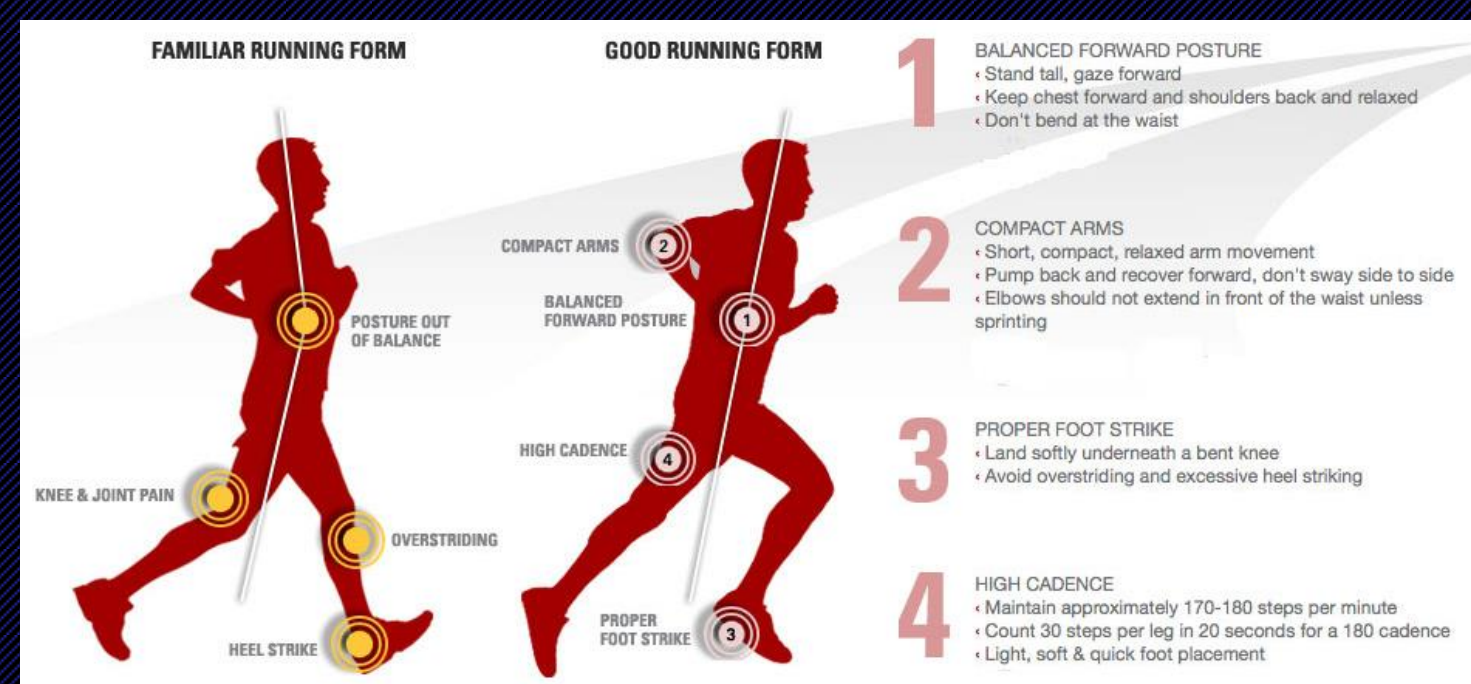 FAMILIAR RUNNING FORM
POSTURE OUT
OF BALANCE
KNEE & JOINT PAIN
OVERSTRIDING
HEEL STRIKE
GOOD RUNNING FORM
COMPACT ARMS
2
BALANCED
FORWARD POSTURE
1
HIGH CADENCE
4
PROPER
FOOT STRIKE
3
1
BALANCED FORWARD POSTURE
‹ Stand tall, gaze forward
‹ Keep chest forward and shoulders back and relaxed
‹ Don't bend at the waist
2
COMPACT ARMS
‹ Short, compact, relaxed arm movement
‹ Pump back and recover forward, don't sway side to side
‹ Elbows should not extend in front of the waist unless
sprinting
3
PROPER FOOT STRIKE
‹ Land softly underneath a bent knee
‹ Avoid overstriding and excessive heel striking
4
HIGH CADENCE
‹ Maintain approximately 170-180 steps per minute
‹ Count 30 steps per leg in 20 seconds for a 180 cadence
‹ Light, soft & quick foot placement